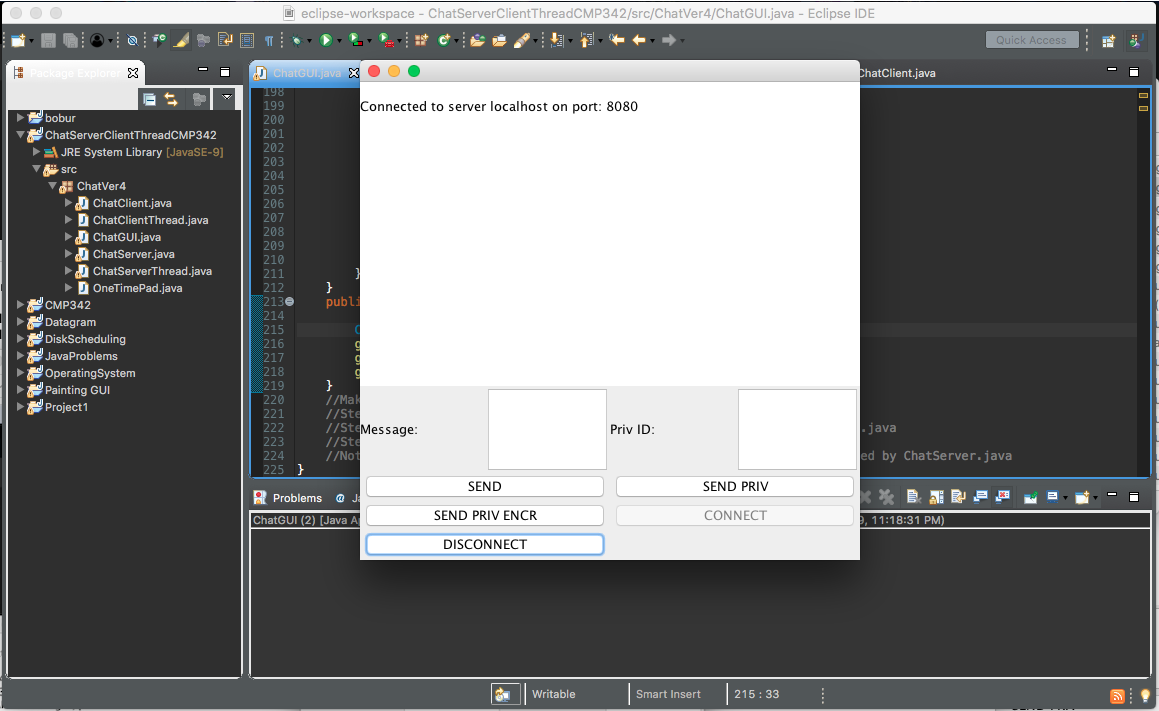 eclipse-workspace - ChatServerClientThreadCMP342/src/ChatVer4/ChatGUI.java - Eclipse IDE
Quick Access
Package Explorer
bobur
ChatServerClientThreadCMP342
JRE System Library [JavaSE-9]
src
ChatVer4
ChatClient.java
ChatClientThread.java
ChatGUI.java
ChatServer.java
ChatServerThread.java
OneTimePad.java
CMP342
Datagram
DiskScheduling
JavaProblems
OperatingSystem
Painting GUI
Project1
ChatGUI.java
ChatClient.java
198
199
200
201
202
203
204
205
206
207
208
209
210
211 }
212 }
213 publi
214
215
216 g
217 g
218 g
219 }
220 //Mak
221 //Ste
222 //Ste .java
223 //Ste
224 //Not ed by ChatServer.java
225 }
Connected to server localhost on port: 8080
Message:
Priv ID:
SEND
SEND PRIV
SEND PRIV ENCR
CONNECT
DISCONNECT
Problems
@ Ja
ChatGUI (2) [Java Ap 9, 11:18:31 PM)
Writable
Smart Insert
215 : 33